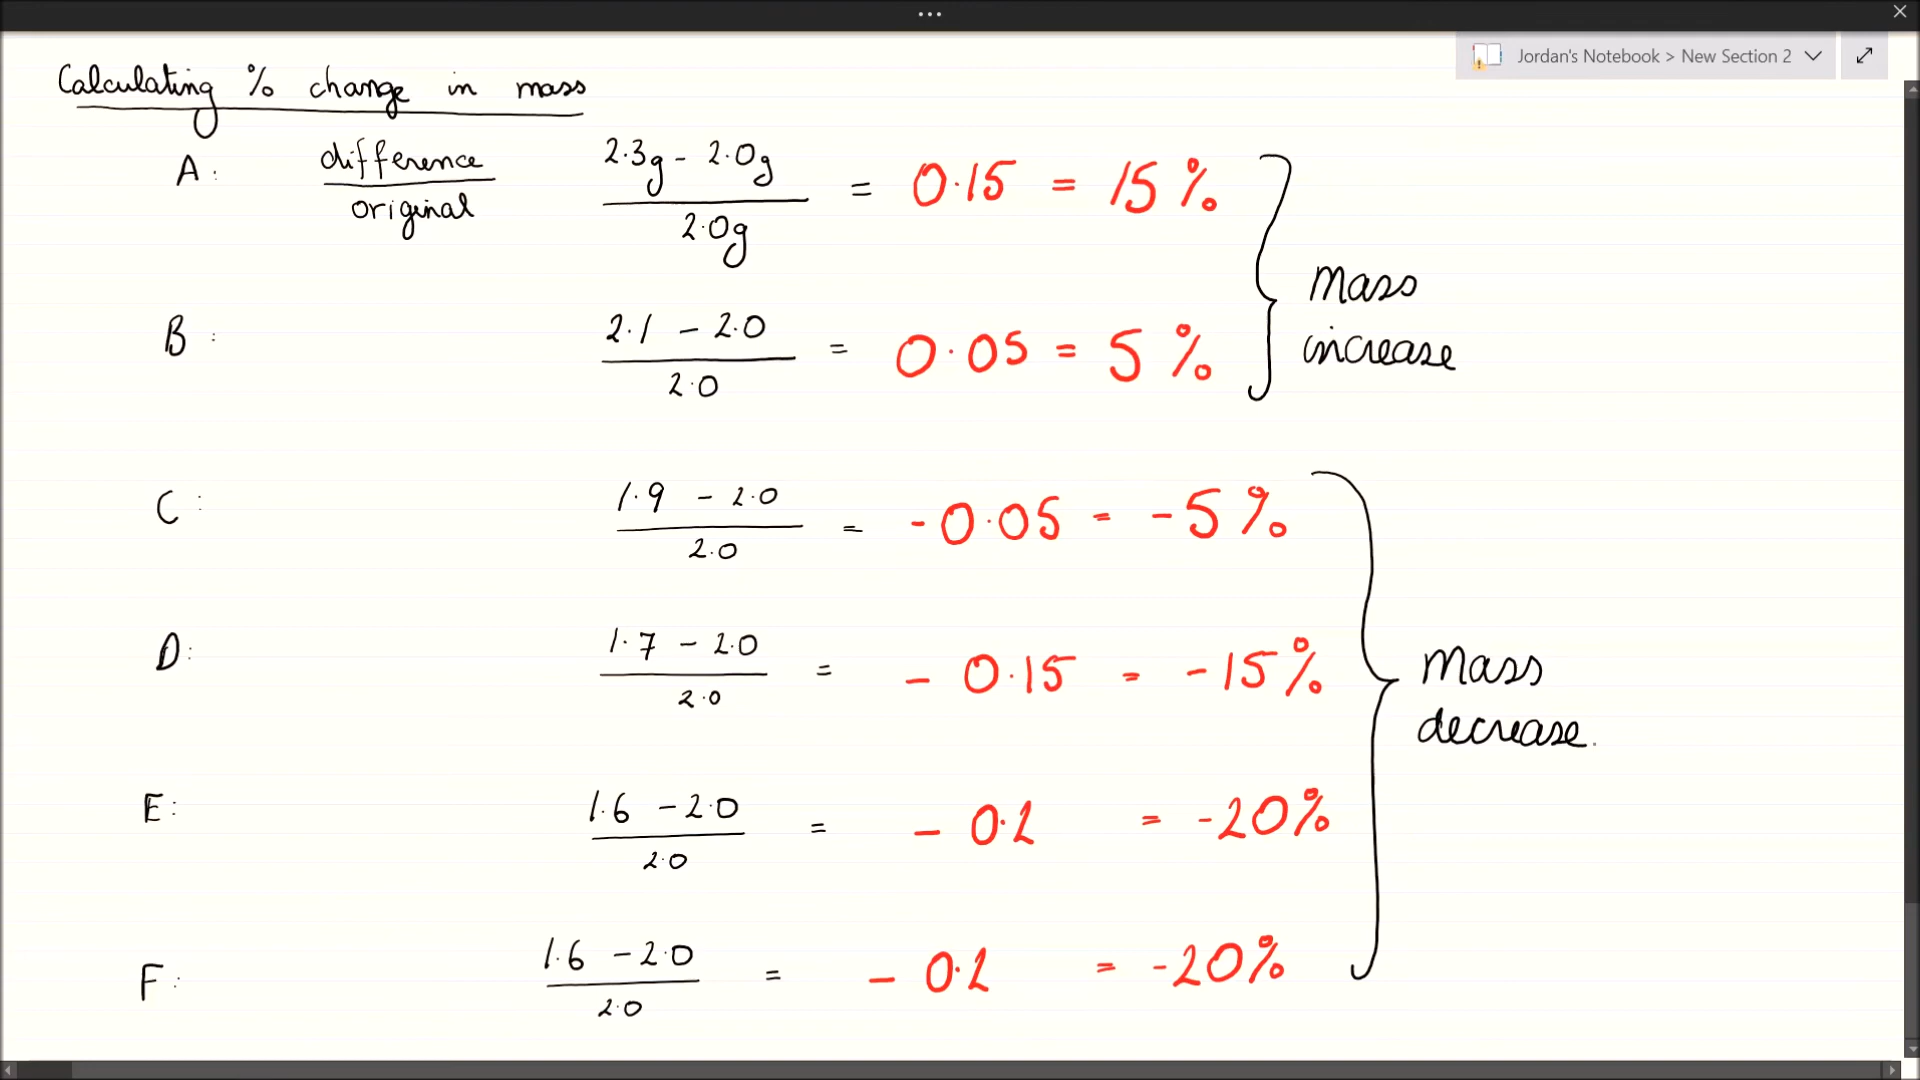 ...
Jordan's Notebook > New Section 2
Calculating % change in mass
A: difference/original 2.3g - 2.0g/2.0g = 0.15 = 15%
B: 2.1 - 2.0/2.0 = 0.05 = 5%
Mass
increase
C: 1.9 - 2.0/2.0 = -0.05 = -5%
D: 1.7 - 2.0/2.0 = -0.15 = -15%
Mass
decrease.
E: 1.6 - 2.0/2.0 = -0.2 = -20%
F: 1.6 - 2.0/2.0 = -0.2 = -20%